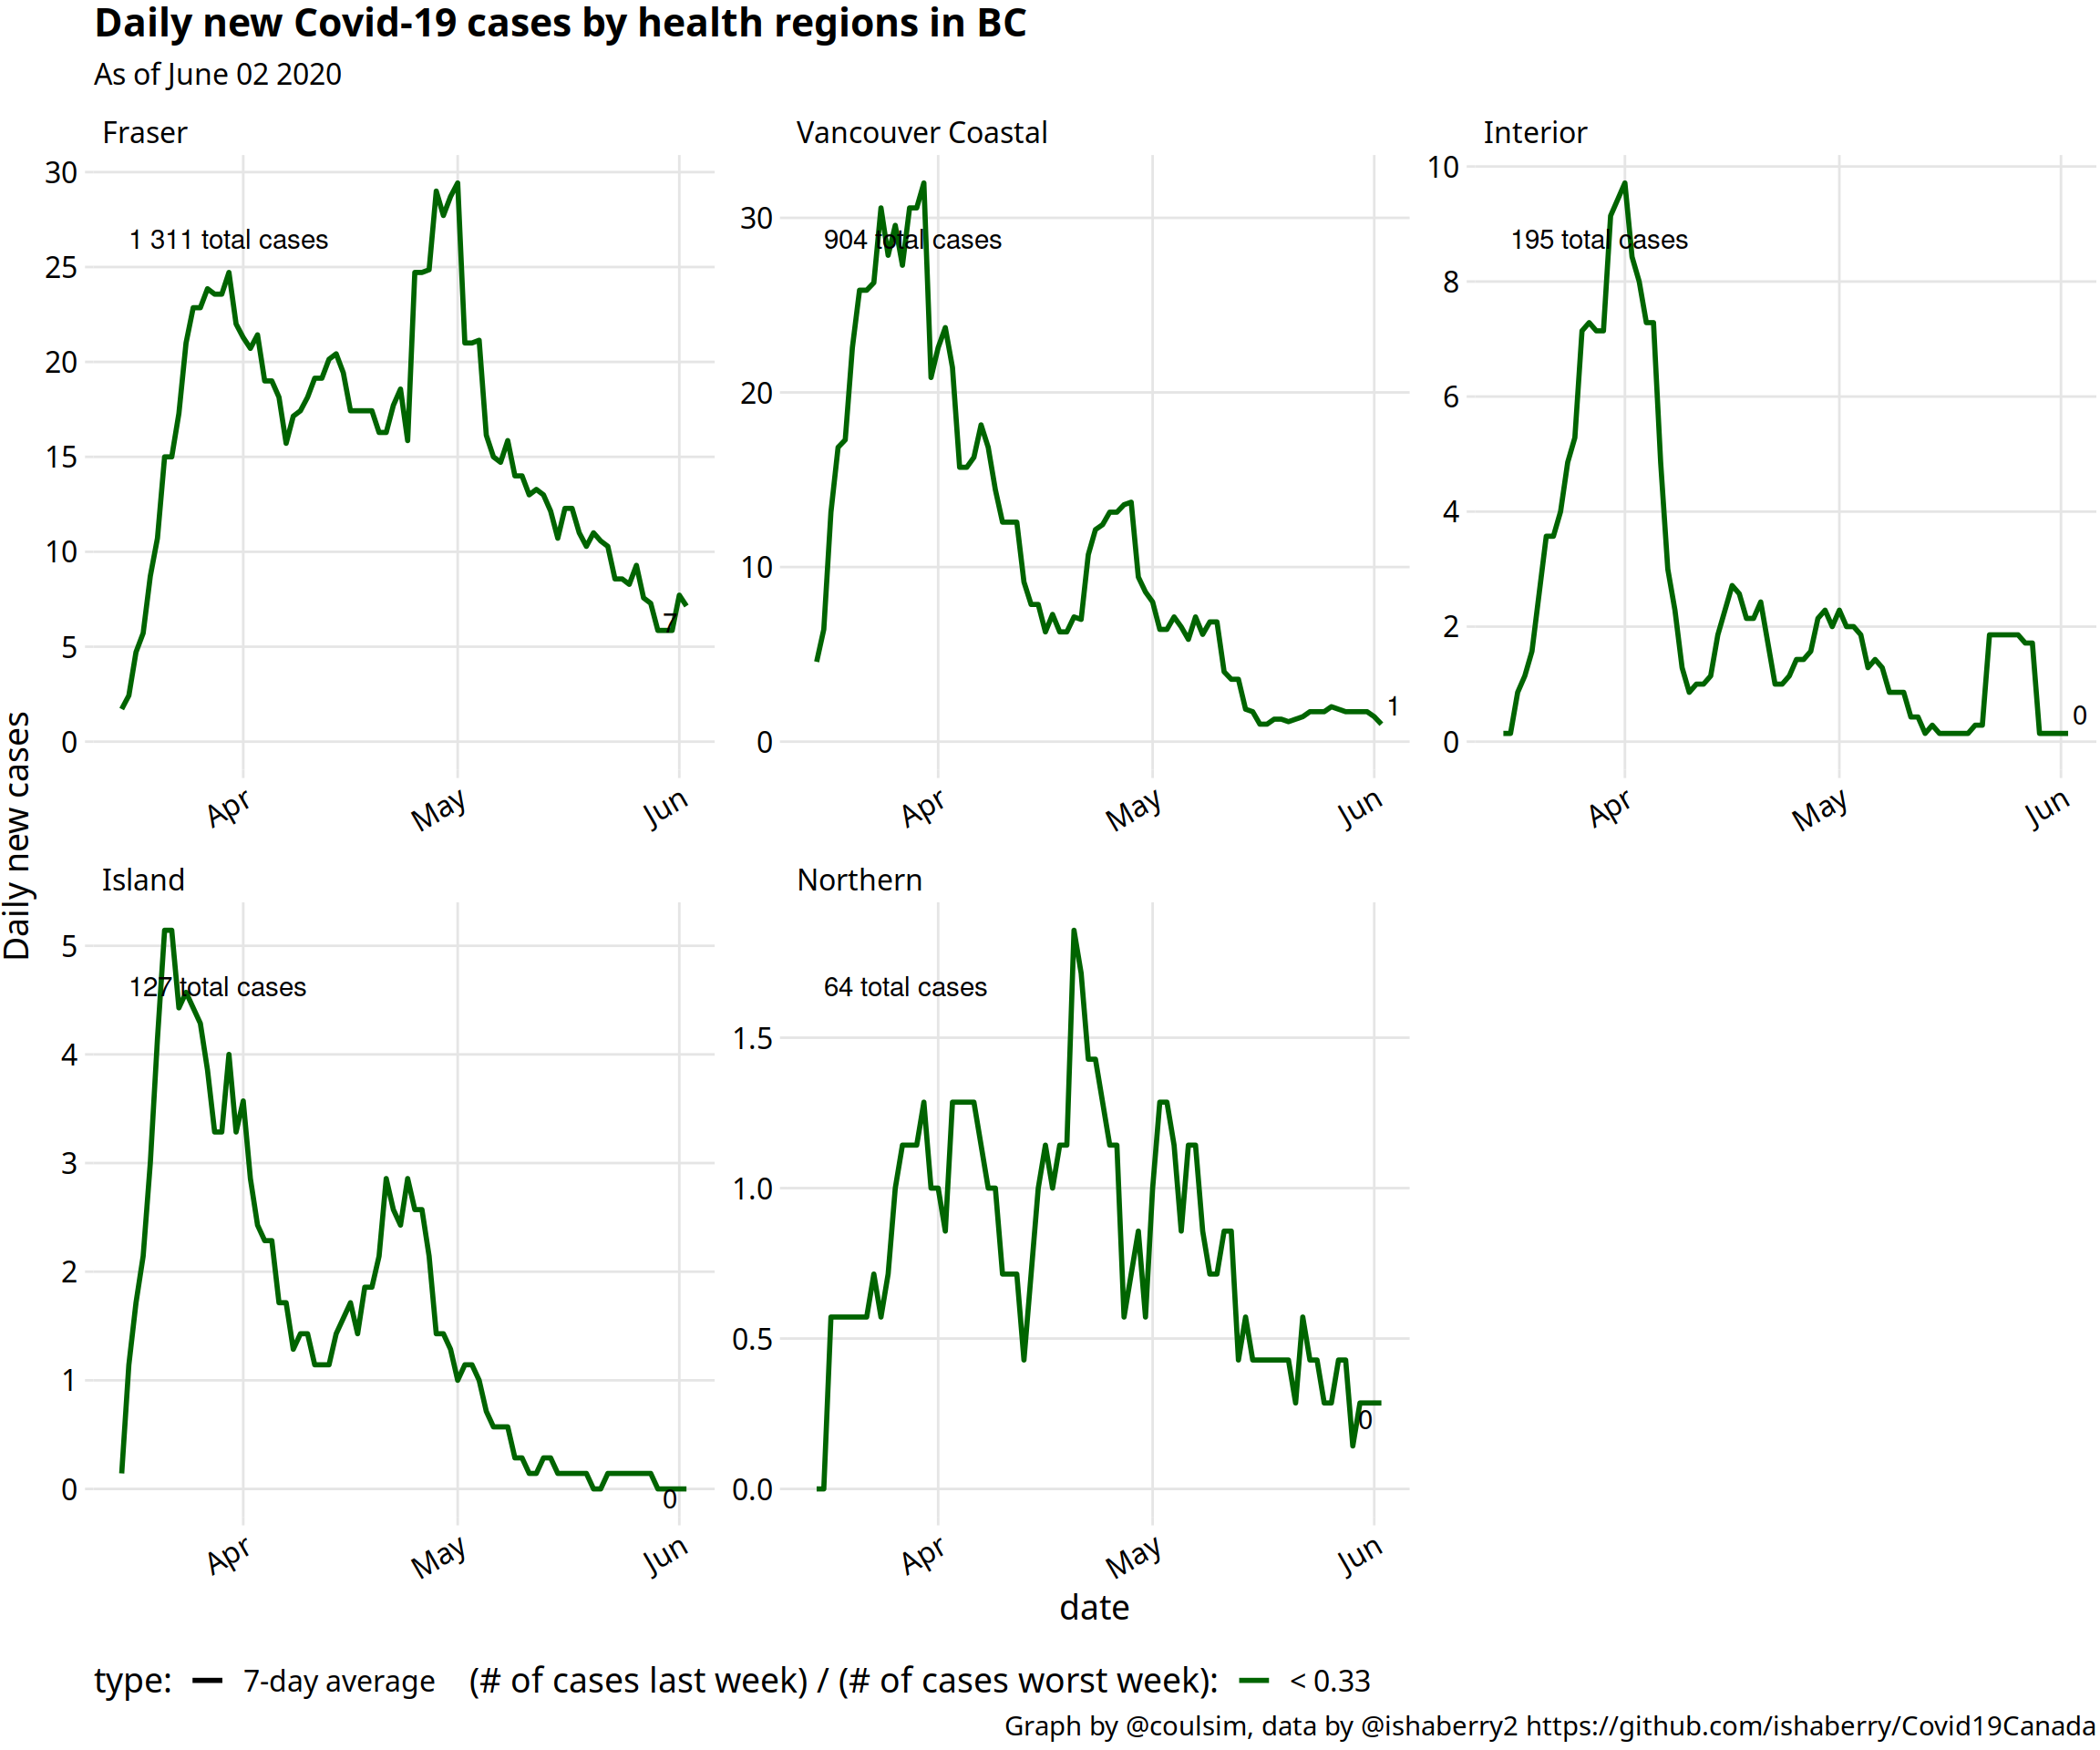 Daily new Covid-19 cases by health regions in BC
As of June 02 2020
Fraser
30
25
20
15
10
5
0
1 311 total cases
7
Apr May Jun
Vancouver Coastal
30
20
10
0
904 total cases
1
Apr May Jun
Interior
10
8
6
4
2
0
195 total cases
0
Apr May Jun
Daily new cases
Island
5
4
3
2
1
0
127 total cases
0
Apr May Jun
Northern
1.5
1.0
0.5
0.0
64 total cases
0
Apr May Jun
date
type: 7-day average (# of cases last week) / (# of cases worst week): < 0.33
Graph by @coulsim, data by @ishaberry2 https://github.com/ishaberry/Covid19Canada